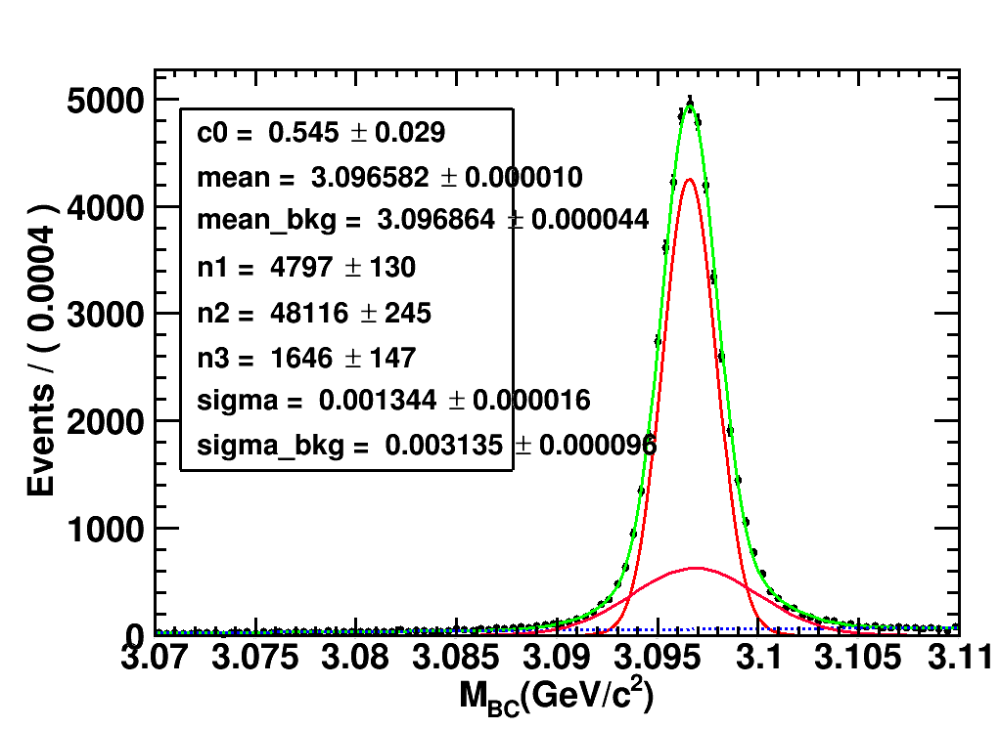 Events / ( 0.0004 )
5000
4000
3000
2000
1000
0
c0 = 0.545 ± 0.029
mean = 3.096582 ± 0.000010
mean_bkg = 3.096864 ± 0.000044
n1 = 4797 ± 130
n2 = 48116 ± 245
n3 = 1646 ± 147
sigma = 0.001344 ± 0.000016
sigma_bkg = 0.003135 ± 0.000096
3.07 3.075 3.08 3.085 3.09 3.095 3.1 3.105 3.11
M_BC(GeV/c²)